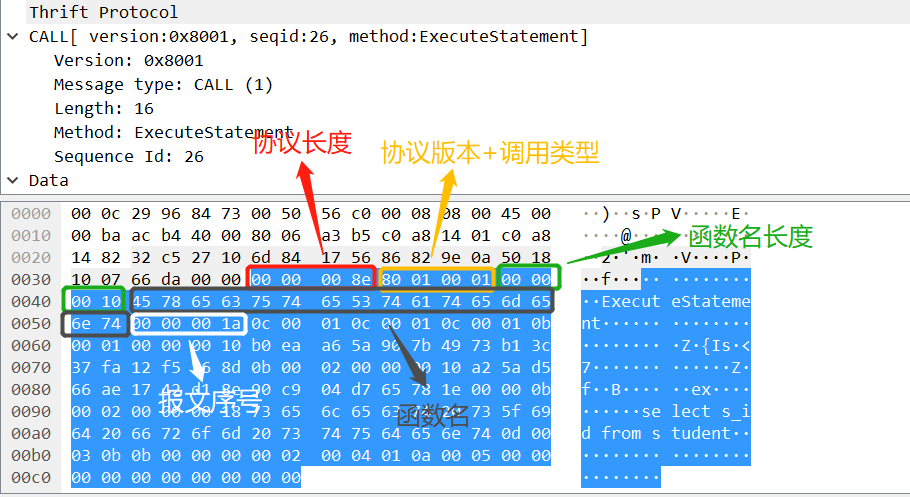 Thrift Protocol
CALL[ version:0x8001, seqid:26, method:ExecuteStatement]
Version: 0x8001
Message type: CALL (1)
Length: 16
Method: ExecuteStatement
Sequence Id: 26
协议长度
协议版本+调用类型
Data
函数名长度
0000 00 0c 29 96 84 73 00 50 56 c0 00 08 08 00 45 00 ··)··s·P V·····E·
0010 00 ba ac b4 40 00 80 06 a3 b5 c0 a8 14 01 c0 a8
0020 14 82 32 c5 27 10 6d 84 17 56 86 82 9e 0a 50 18 ··2·'·m· ·V····P·
0030 10 07 66 da 00 00 00 00 00 8e 80 01 00 01 00 00 ··f·············
0040 00 10 45 78 65 63 75 74 65 53 74 61 74 65 6d 65 ··Execut eStateme
0050 6e 74 00 00 00 1a 0c 00 01 0c 00 01 0c 00 01 0b nt······ ········
0060 00 01 00 00 00 10 b0 ea a6 5a 90 7b 49 73 b1 3c ········ ·Z·{Is·<
0070 37 fa 12 f5 8d 0b 00 02 00 00 00 10 a2 5a d5
0080 66 ae 17 42 90 c9 04 d7 65 78 1e 00 00 0b
0090 00 02 00 00 00 18 73 65 6c 65 63 73 5f 69 ······se lect s_i
00a0 64 20 66 72 6f 6d 20 73 74 75 64 65 6e 74 0d 00 d from s tudent··
00b0 03 0b 0b 00 00 00 00 02 00 04 01 0a 00 05 00 00 ········ ········
00c0 00 00 00 00 00 00 00 00 ········
报文序号
函数名